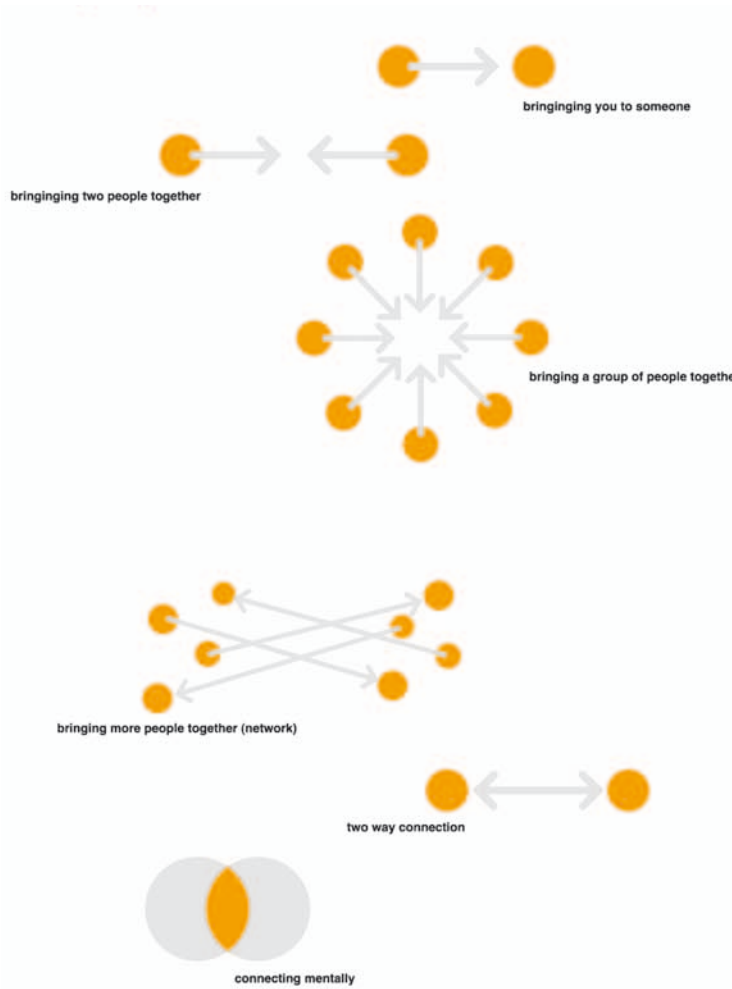 bringinging you to someone
bringinging two people together
bringing a group of people togethe
bringing more people together (network)
two way connection
connecting mentally